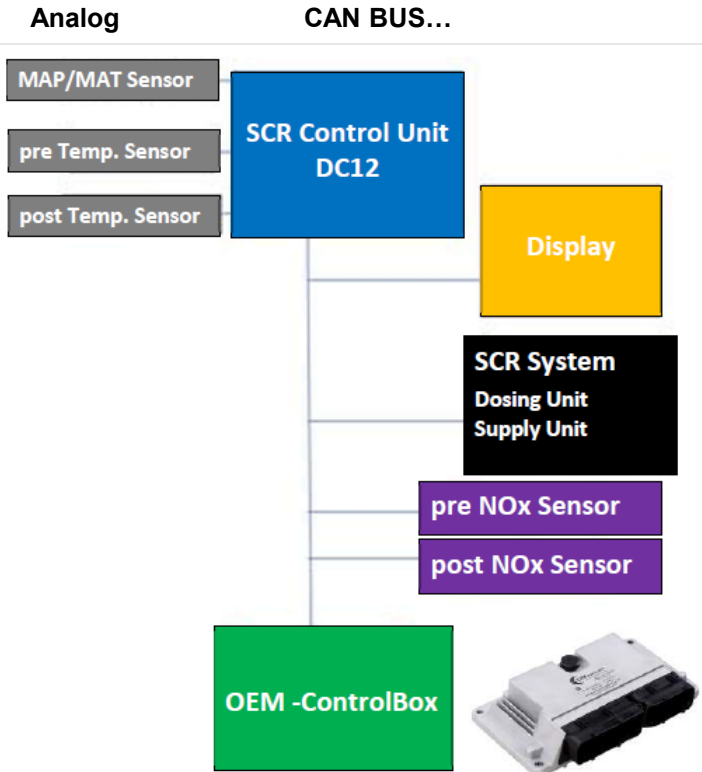 Analog CAN BUS…
MAP/MAT Sensor
pre Temp. Sensor
post Temp. Sensor
SCR Control Unit
DC12
Display
SCR System
Dosing Unit
Supply Unit
pre NOx Sensor
post NOx Sensor
OEM -ControlBox